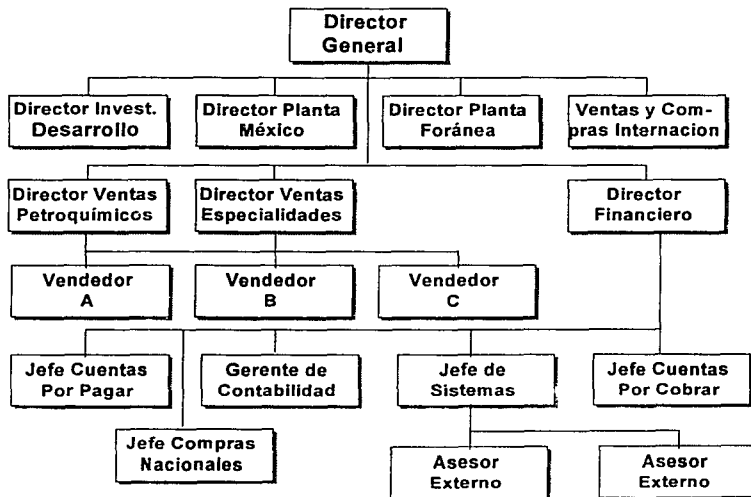 Director
General
Director Invest.
Desarrollo
Director Planta
México
Director Planta
Foránea
Ventas y Com-
pras Internacion
Director Ventas
Petroquímicos
Director Ventas
Especialidades
Director
Financiero
Vendedor
A
Vendedor
B
Vendedor
C
Jefe Cuentas
Por Pagar
Gerente de
Contabilidad
Jefe de
Sistemas
Jefe Cuentas
Por Cobrar
Jefe Compras
Nacionales
Asesor
Externo
Asesor
Externo